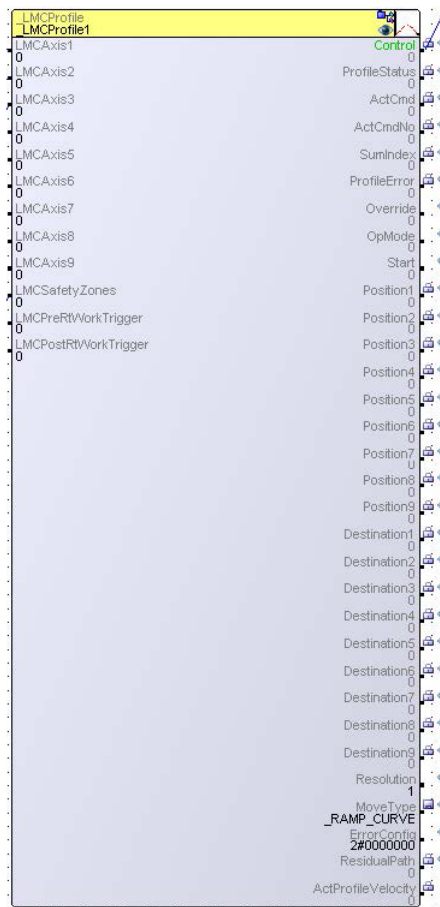 _LMCProfile
_LMCProfile1
LMCAxis1
0
Control
0
LMCAxis2
0
ProfileStatus
0
LMCAxis3
0
ActCmd
0
LMCAxis4
0
ActCmdNo
0
LMCAxis5
0
SumIndex
0
LMCAxis6
0
ProfileError
0
LMCAxis7
0
Override
0
LMCAxis8
0
OpMode
0
LMCAxis9
0
Start
0
LMCSafetyZones
0
Position1
0
LMCPreRtWorkTrigger
0
Position2
0
LMCPostRtWorkTrigger
0
Position3
0
Position4
0
Position5
0
Position6
0
Position7
0
Position8
0
Position9
0
Destination1
0
Destination2
0
Destination3
0
Destination4
0
Destination5
0
Destination6
0
Destination7
0
Destination8
0
Destination9
0
Resolution
1
MoveType
_RAMP_CURVE
ErrorConfig
2#0000000
ResidualPath
0
ActProfileVelocity
0